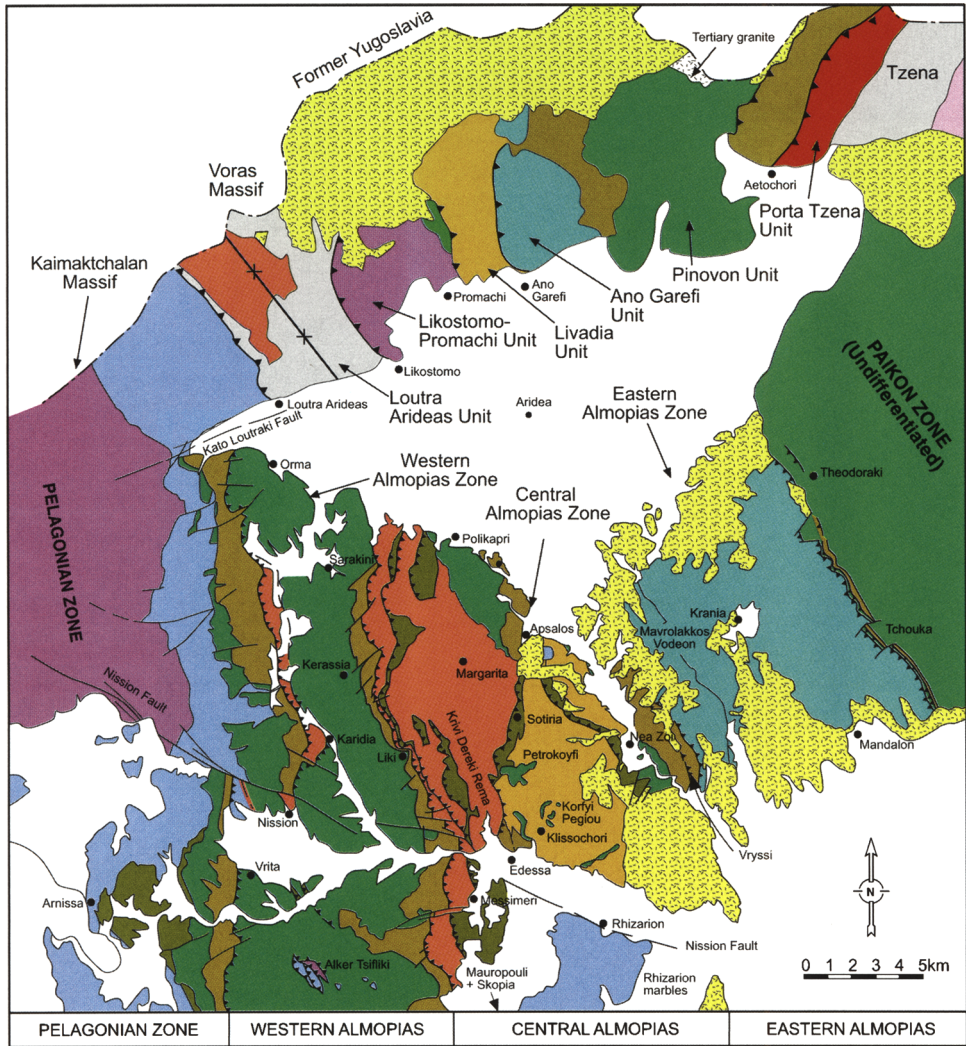 Former Yugoslavia
Tertiary granite
Tzena
Voras
Massif
Aetochori
Porta Tzena
Unit
Kaimaktchalan
Massif
Pinovon Unit
Ano
Garefi
Promachi
Ano Garefi
Unit
Likostomo-
Promachi Unit
Livadia
Unit
Likostomo
Loutra
Arideas Unit
Loutra Arideas
Aridea
Eastern
Almopias Zone
PAIKON ZONE
(Undifferentiated)
Kato Loutraki Fault
Orma
Western
Almopias Zone
Theodoraki
Central
Almopias Zone
PELAGONIAN ZONE
Polikapri
Sarakini
Krania
Tchouka
Apsalos
Mavrolakkos
Vodeon
Kerassia
Margarita
Nission Fault
Krivi Dereki Rema
Sotiria
Karidia
Nea Zoi
Mandalon
Liki
Petrokoyfi
Korfyi
Pegiou
Klissochori
Nission
Vryssi
Edessa
Vrita
Arnissa
Messimeri
N
Rhizarion
Nission Fault
Alker Tsifliki
Mauropouli
+ Skopia
Rhizarion
marbles
0 1 2 3 4 5km
PELAGONIAN ZONE
WESTERN ALMOPIAS
CENTRAL ALMOPIAS
EASTERN ALMOPIAS